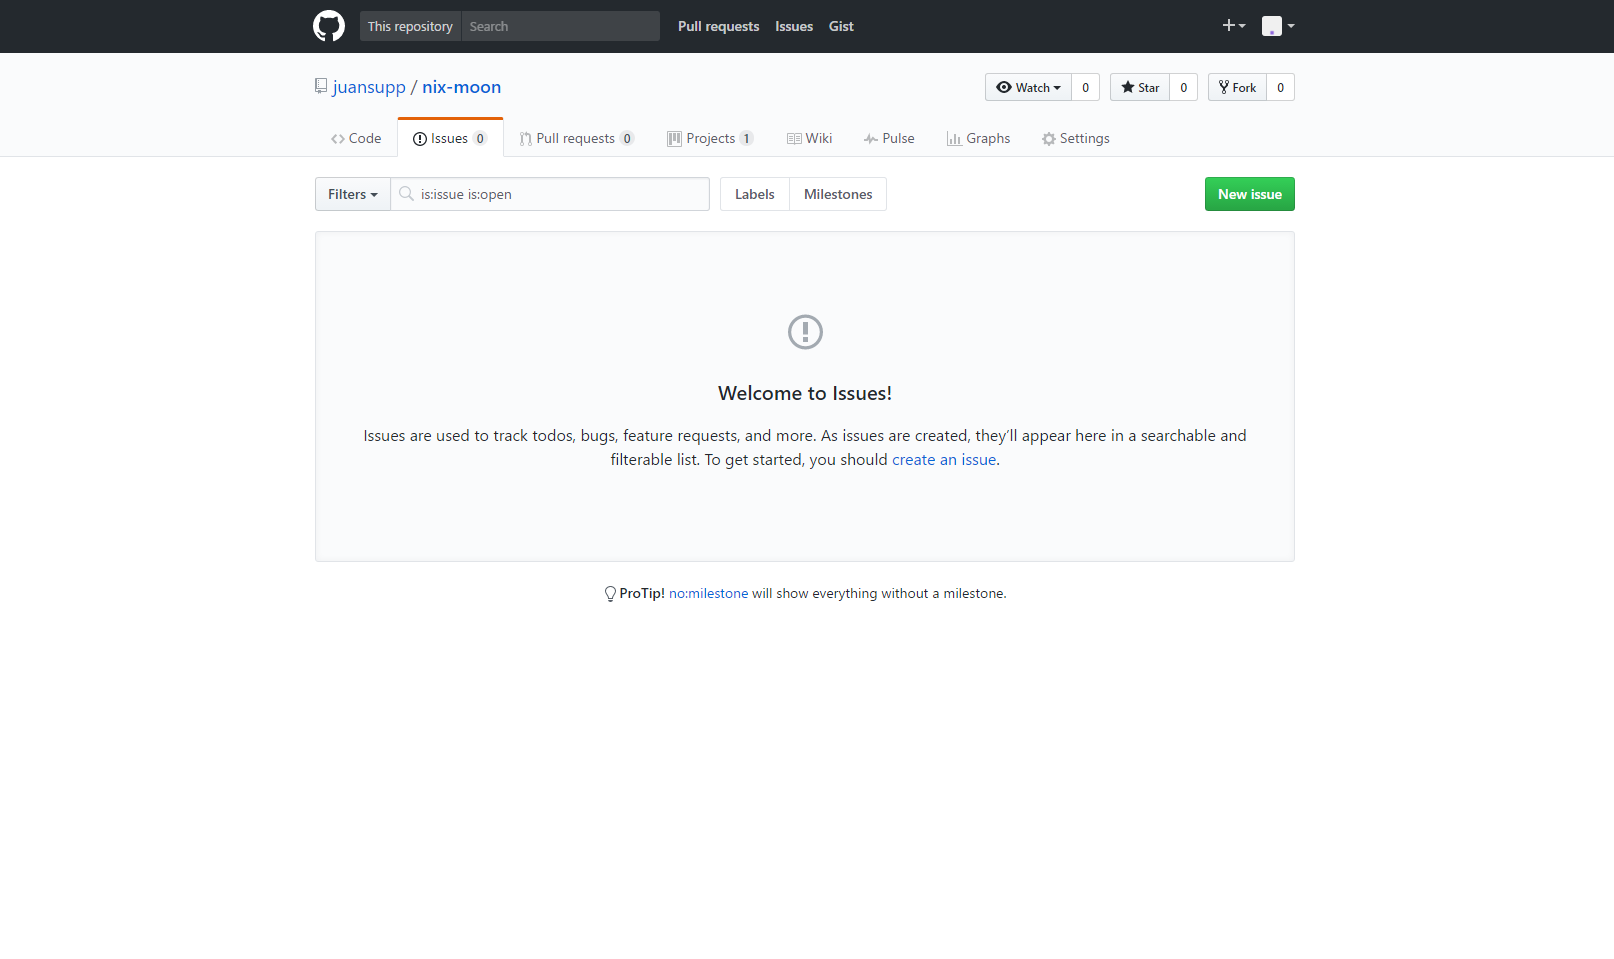 This repository Search Pull requests Issues Gist
juansupp / nix-moon Watch 0 Star 0 Fork 0
Code Issues 0 Pull requests 0 Projects 1 Wiki Pulse Graphs Settings
Filters is:issue is:open Labels Milestones New issue
Welcome to Issues!
Issues are used to track todos, bugs, feature requests, and more. As issues are created, they’ll appear here in a searchable and
filterable list. To get started, you should create an issue.
ProTip! no:milestone will show everything without a milestone.